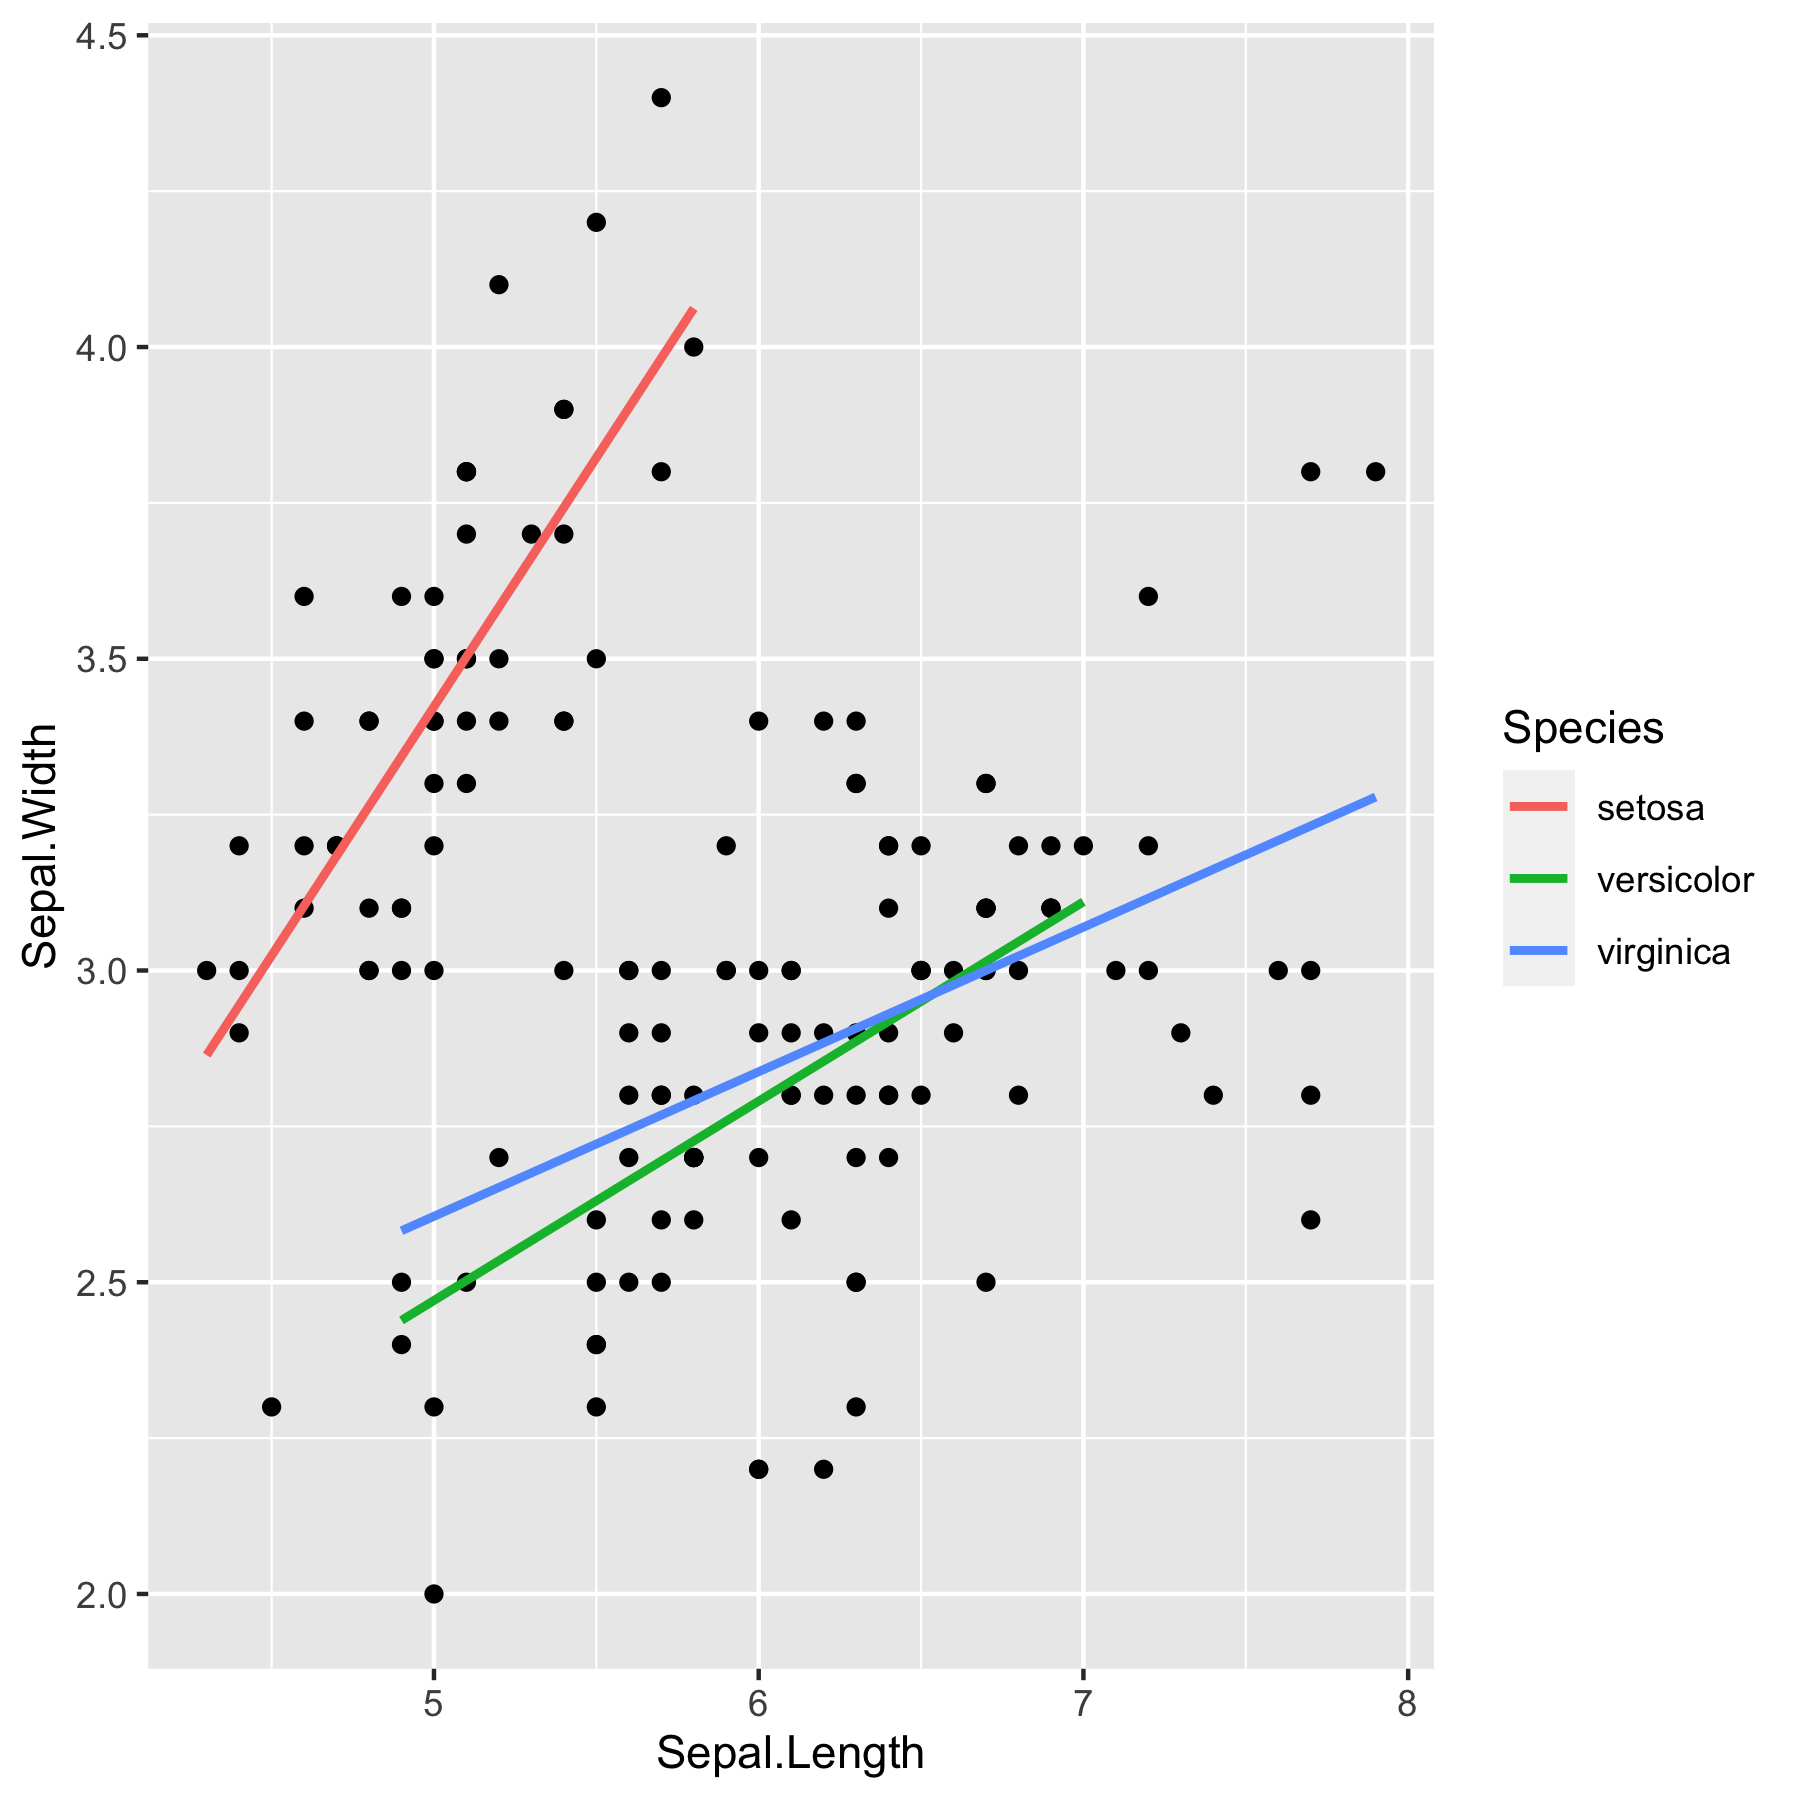 4.5
4.0
3.5
3.0
2.5
2.0
Sepal.Width
5 6 7 8
Sepal.Length
Species
setosa
versicolor
virginica